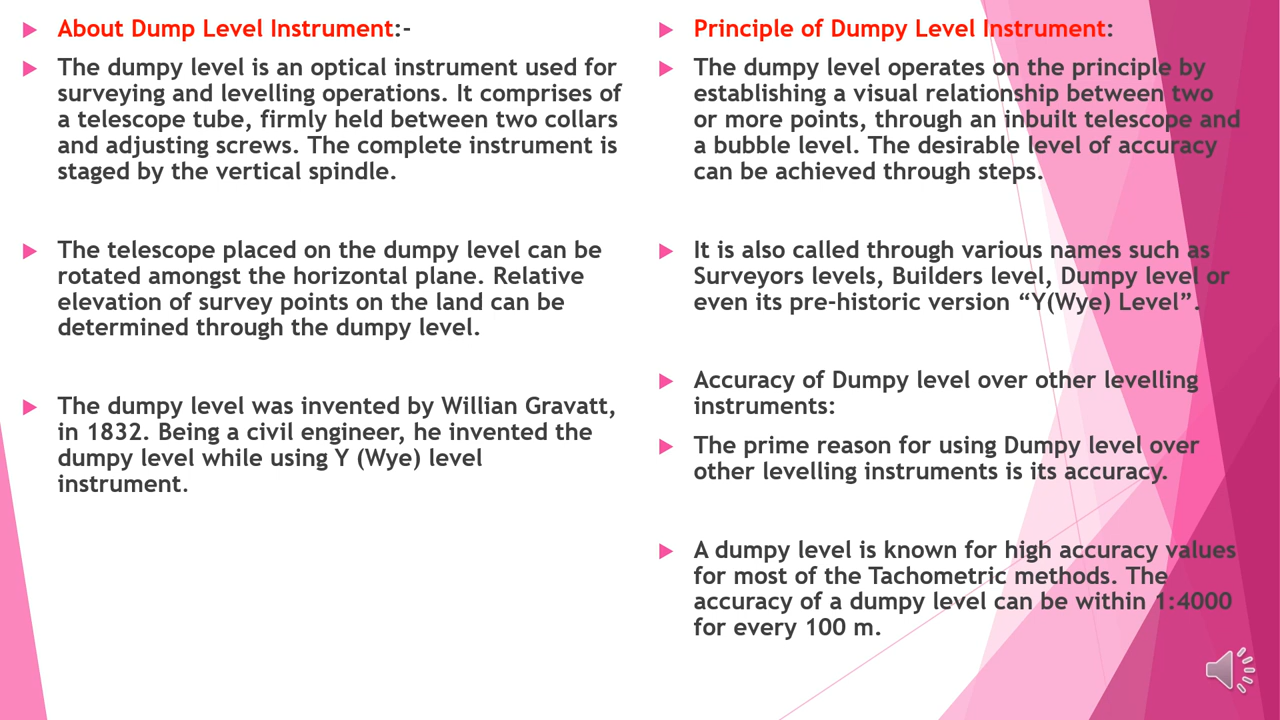 About Dump Level Instrument:-
The dumpy level is an optical instrument used for
surveying and levelling operations. It comprises of
a telescope tube, firmly held between two collars
and adjusting screws. The complete instrument is
staged by the vertical spindle.
The telescope placed on the dumpy level can be
rotated amongst the horizontal plane. Relative
elevation of survey points on the land can be
determined through the dumpy level.
The dumpy level was invented by Willian Gravatt,
in 1832. Being a civil engineer, he invented the
dumpy level while using Y (Wye) level
instrument.
Principle of Dumpy Level Instrument:
The dumpy level operates on the principle by
establishing a visual relationship between two
or more points, through an inbuilt telescope and
a bubble level. The desirable level of accuracy
can be achieved through steps.
It is also called through various names such as
Surveyors levels, Builders level, Dumpy level or
even its pre-historic version “Y(Wye) Level”.
Accuracy of Dumpy level over other levelling
instruments:
The prime reason for using Dumpy level over
other levelling instruments is its accuracy.
A dumpy level is known for high accuracy values
for most of the Tachometric methods. The
accuracy of a dumpy level can be within 1:4000
for every 100 m.